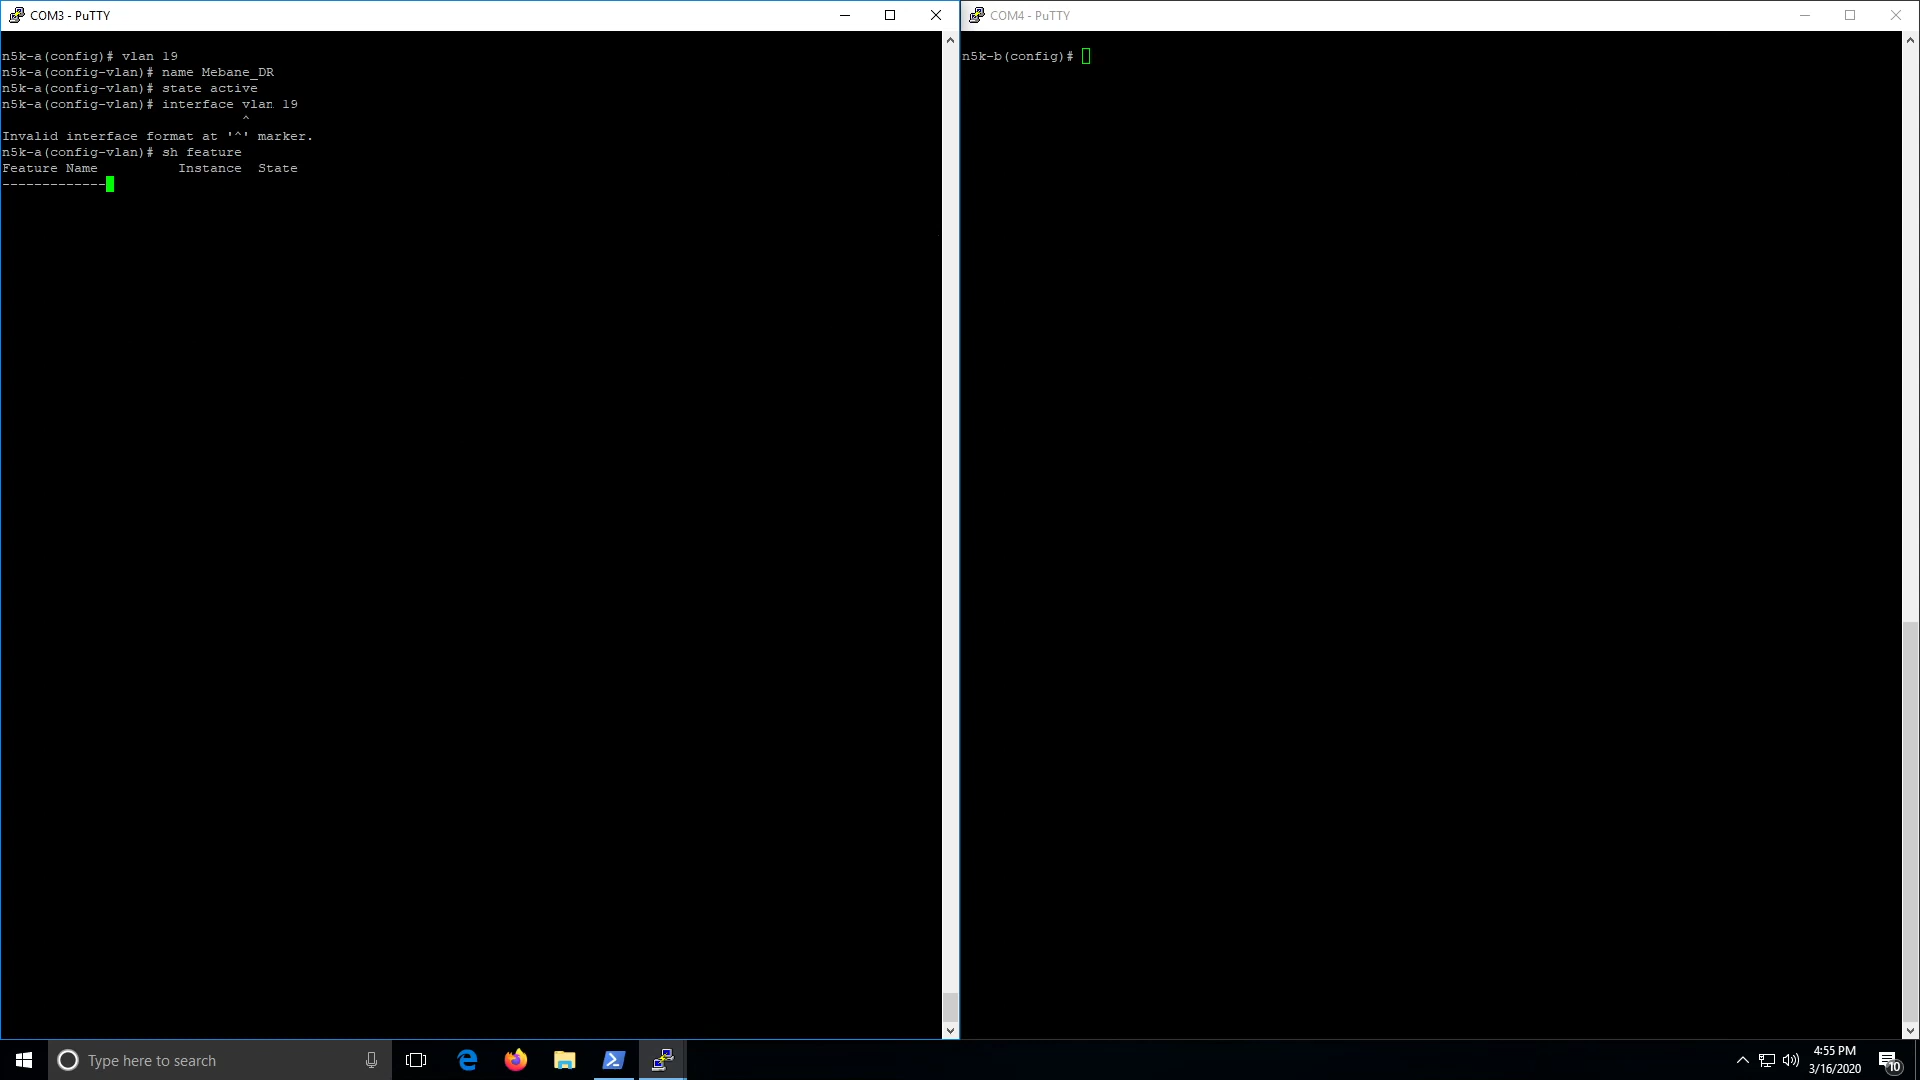 COM3 - PuTTY
n5k-a(config)# vlan 19
n5k-a(config-vlan)# name Mebane_DR
n5k-a(config-vlan)# state active
n5k-a(config-vlan)# interface vlan 19
^
Invalid interface format at '^' marker.
n5k-a(config-vlan)# sh feature
Feature Name          Instance  State
-------------
COM4 - PuTTY
n5k-b(config)#
Type here to search
4:55 PM
3/16/2020
10